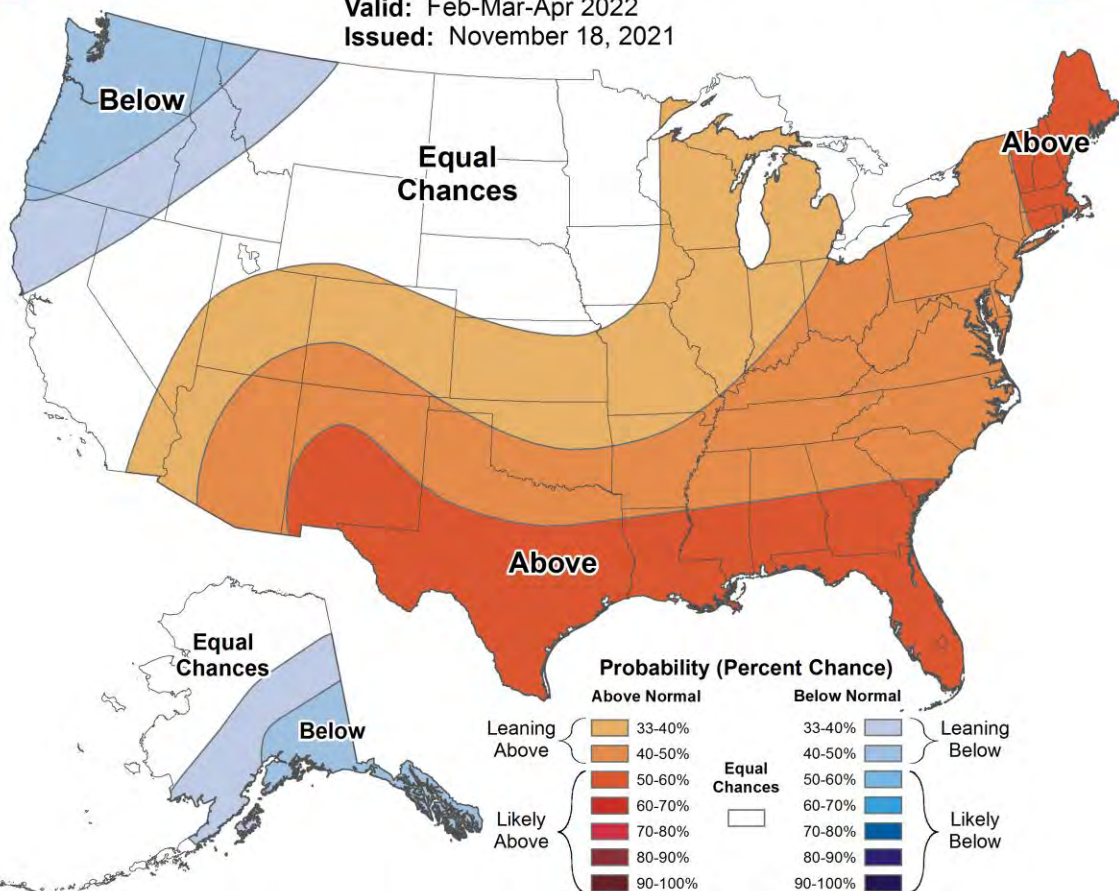 Valid: Feb-Mar-Apr 2022
Issued: November 18, 2021
Below
Equal
Chances
Above
Above
Equal
Chances
Below
Probability (Percent Chance)
Above Normal
Below Normal
Leaning
Above
33-40%
40-50%
Likely
Above
50-60%
60-70%
70-80%
80-90%
90-100%
Equal
Chances
33-40%
40-50%
Leaning
Below
50-60%
60-70%
70-80%
80-90%
90-100%
Likely
Below